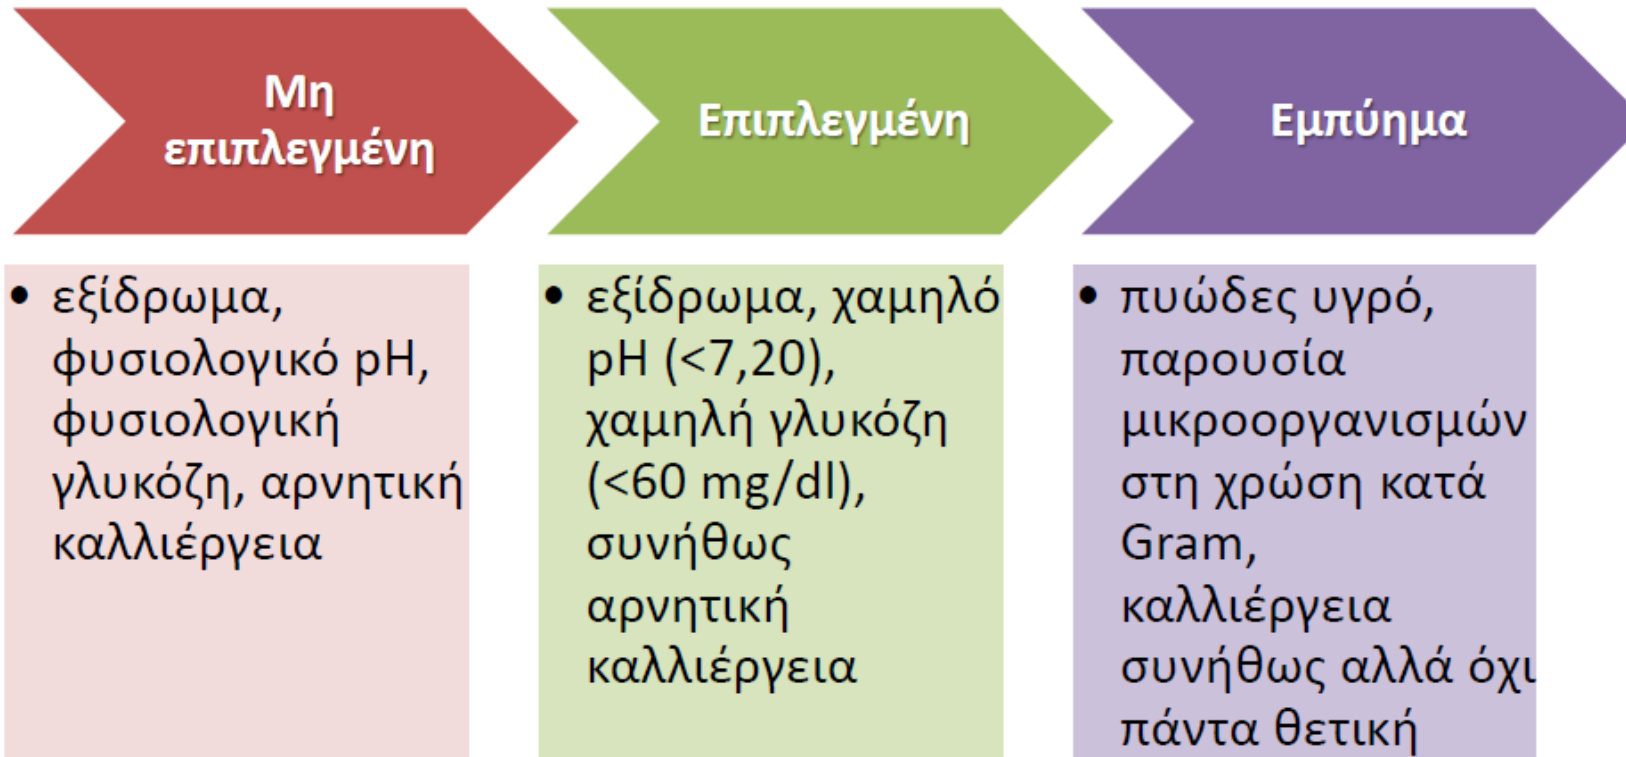 Μη
επιπλεγμένη
Επιπλεγμένη
Εμπύημα
• εξίδρωμα,
φυσιολογικό pH,
φυσιολογική
γλυκόζη, αρνητική
καλλιέργεια
• εξίδρωμα, χαμηλό
pH (<7,20),
χαμηλή γλυκόζη
(<60 mg/dl),
συνήθως
αρνητική
καλλιέργεια
• πυώδες υγρό,
παρουσία
μικροοργανισμών
στη χρώση κατά
Gram,
καλλιέργεια
συνήθως αλλά όχι
πάντα θετική